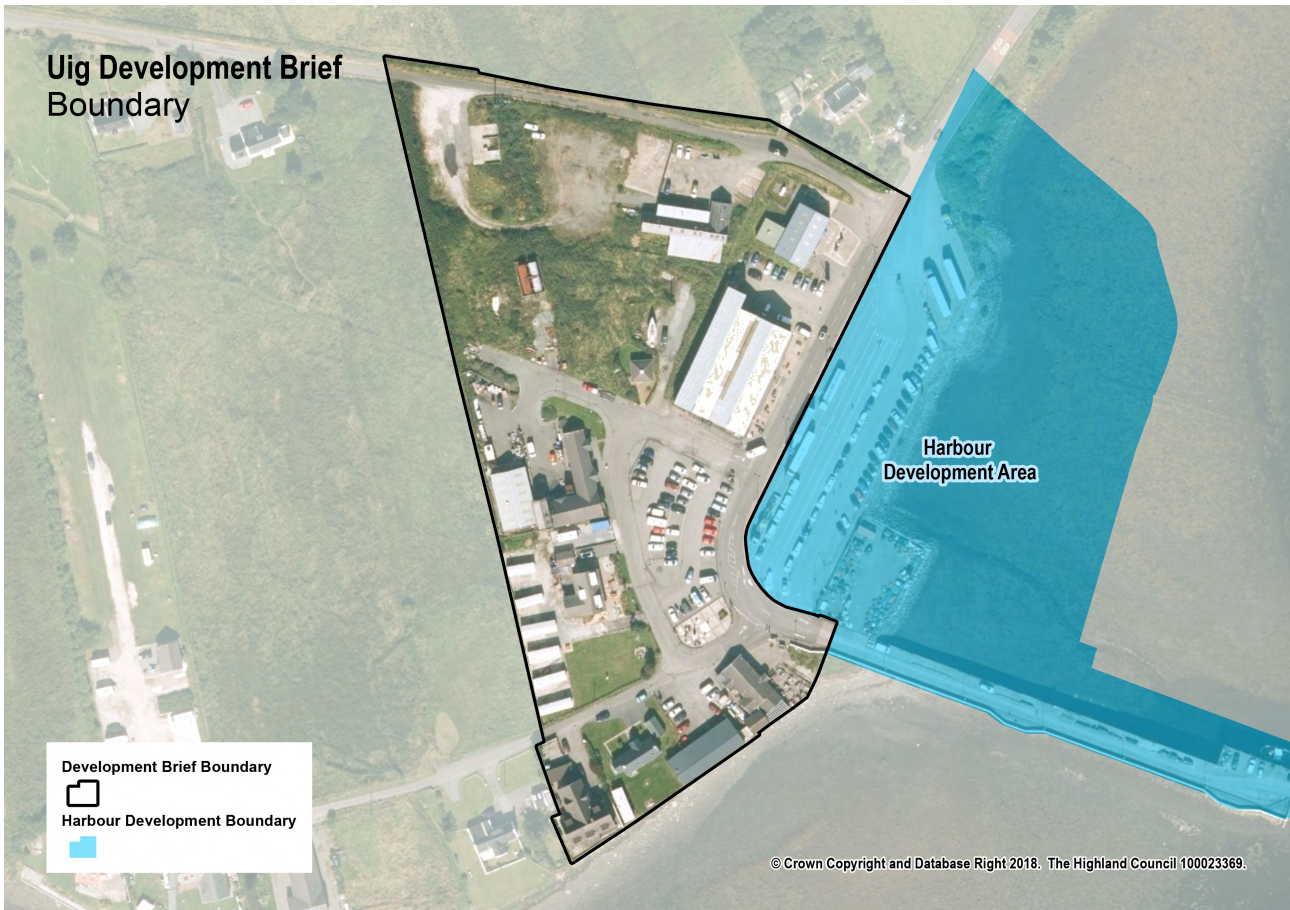 Uig Development Brief
Boundary
Harbour
Development Area
Development Brief Boundary
Harbour Development Boundary
© Crown Copyright and Database Right 2018. The Highland Council 100023369.